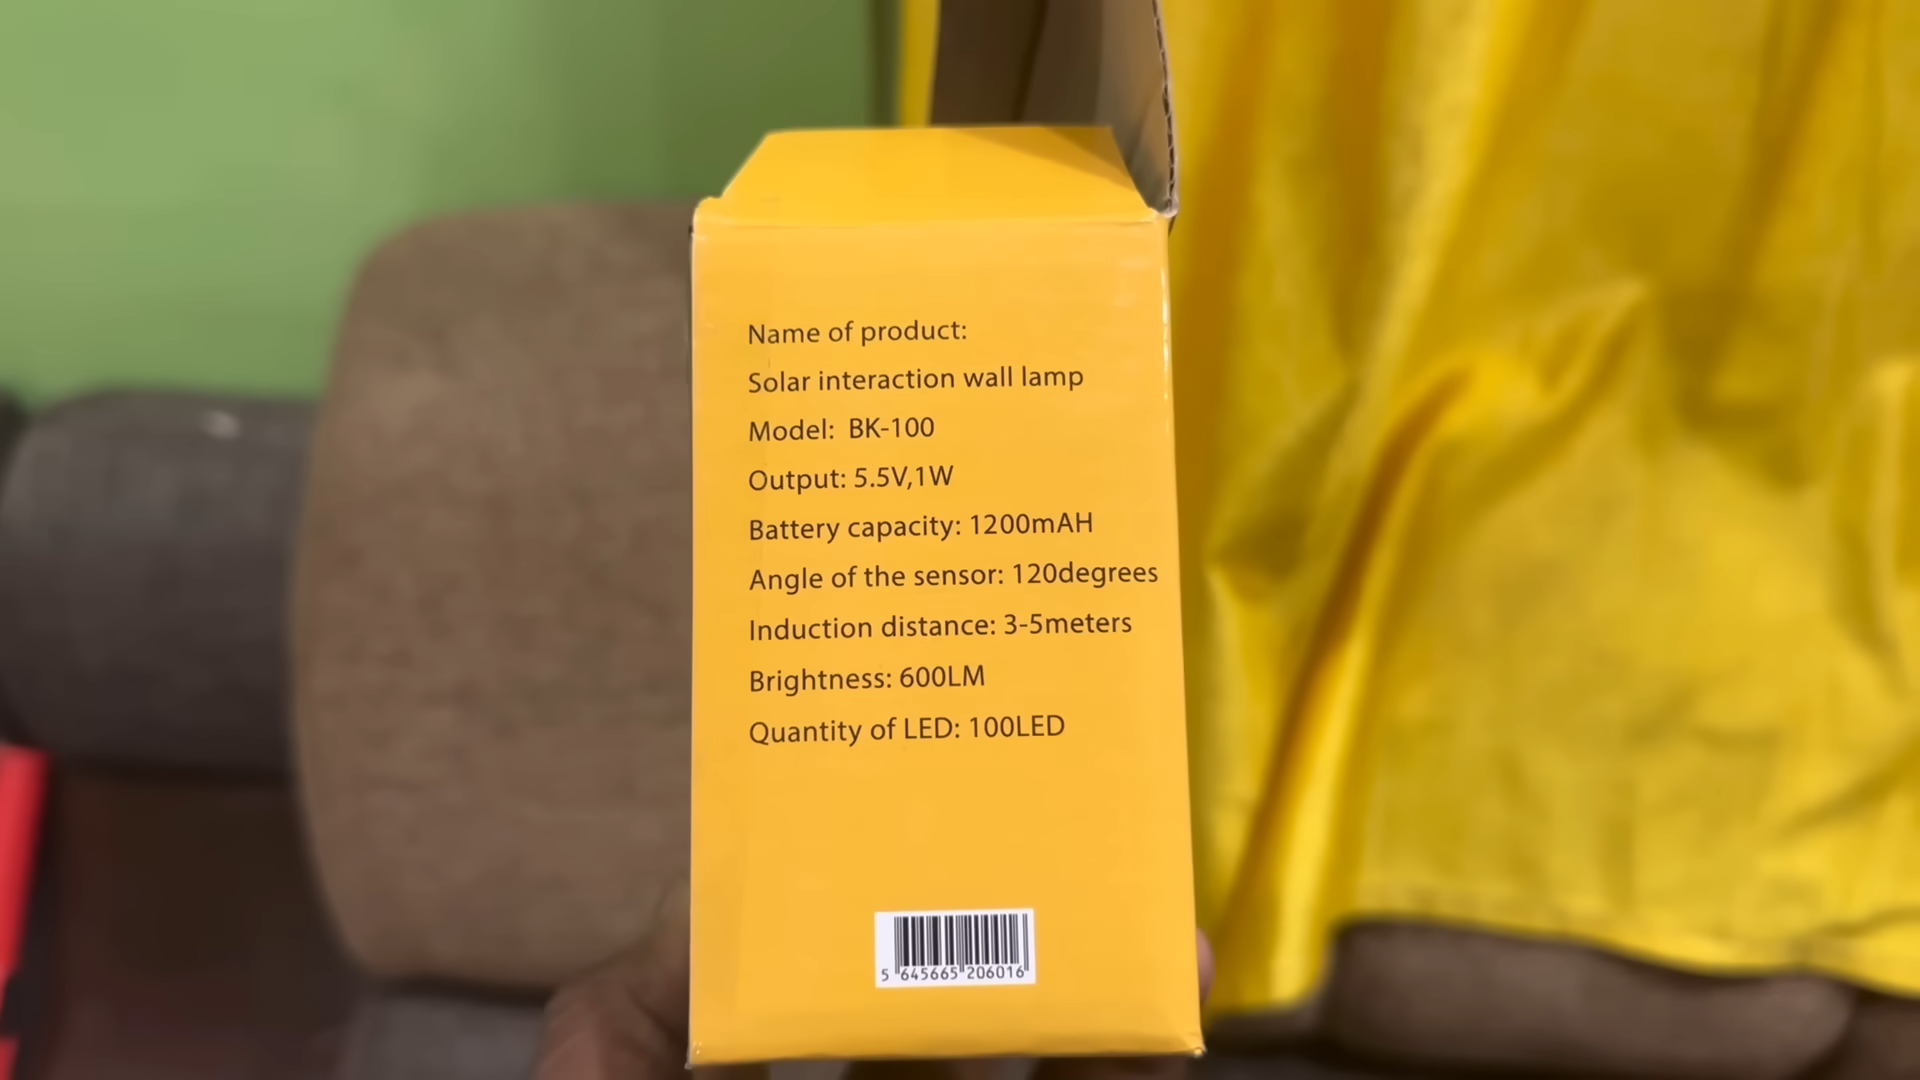 Name of product:
Solar interaction wall lamp
Model: BK-100
Output: 5.5V,1W
Battery capacity: 1200mAH
Angle of the sensor: 120degrees
Induction distance: 3-5meters
Brightness: 600LM
Quantity of LED: 100LED
5 645665 206016